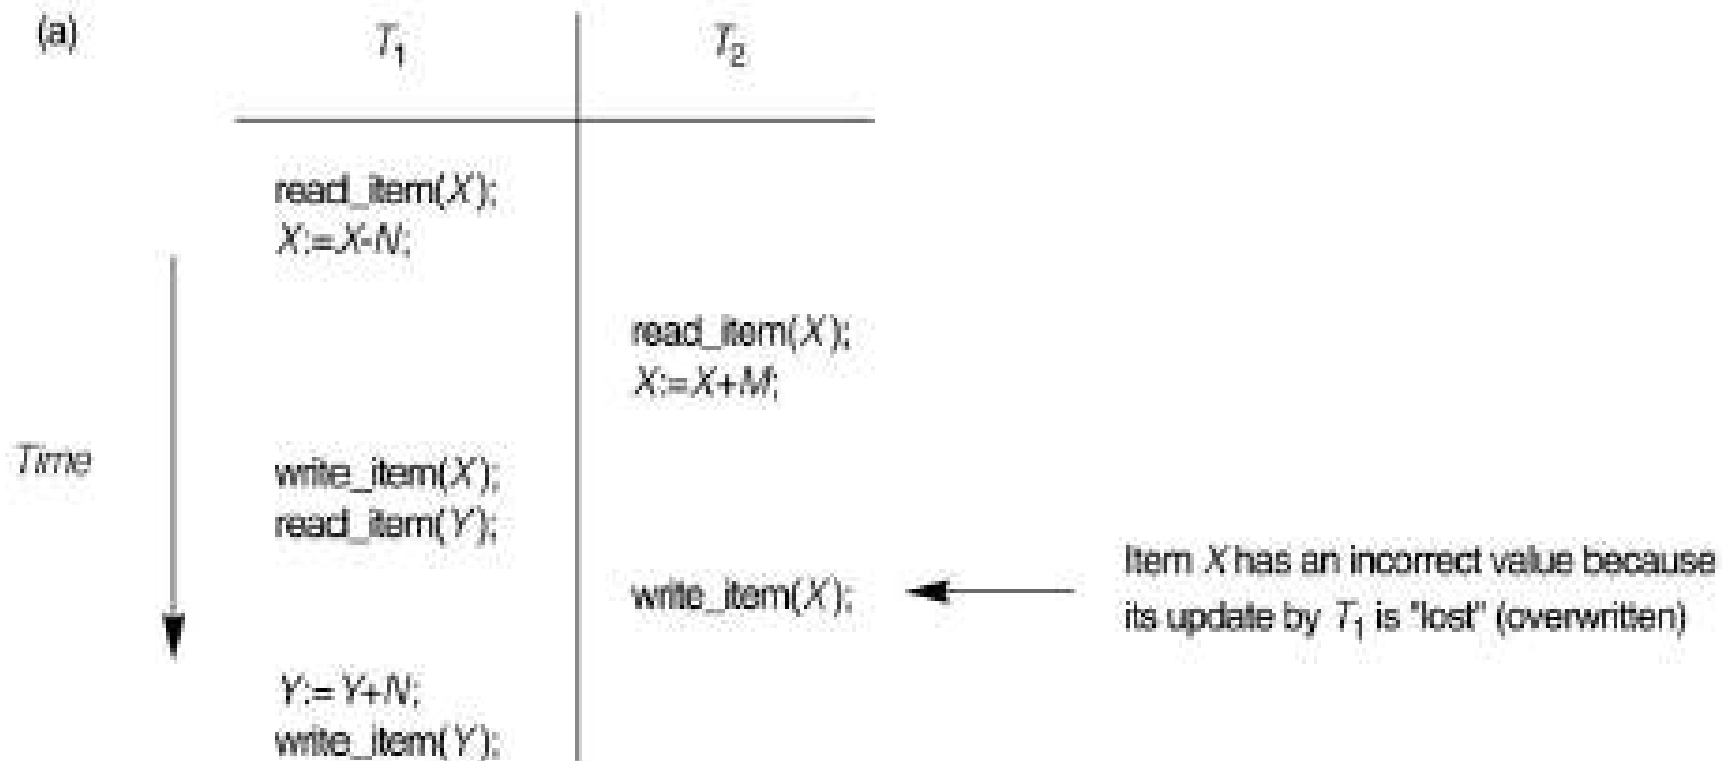 (a)
T1
T2
read_item(X);
X:=X-N;
read_item(X);
X:=X+M;
Time
write_item(X);
read_item(Y);
Item X has an incorrect value because
write_item(X);
its update by T1 is "lost" (overwritten)
Y:=Y+N;
write_item(Y);